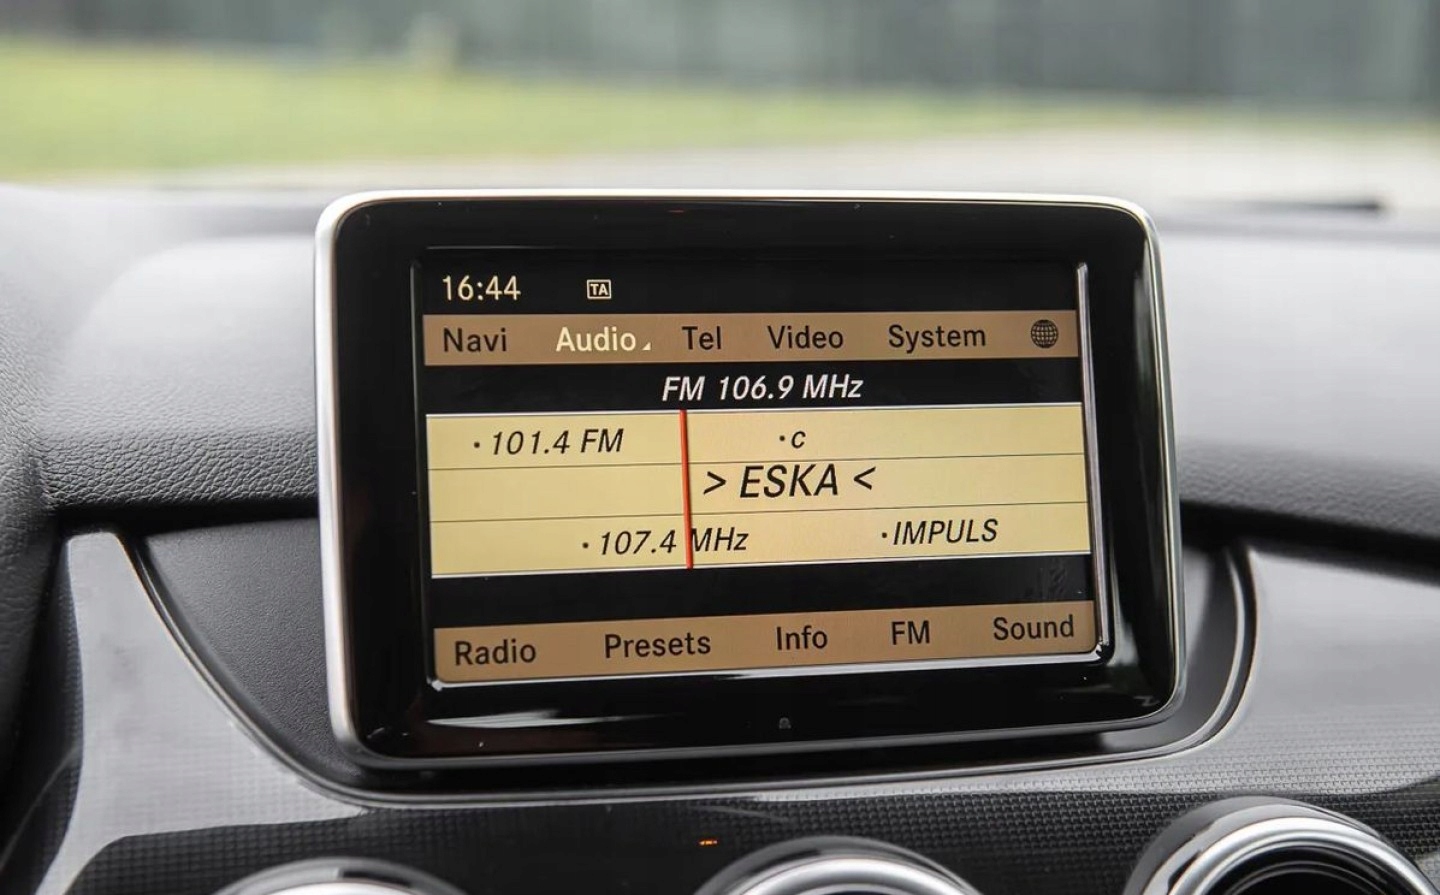 16:44 TA
Navi Audio Tel Video System
FM 106.9 MHz
· 101.4 FM · c
> ESKA <
· 107.4 MHz · IMPULS
Radio Presets Info FM Sound